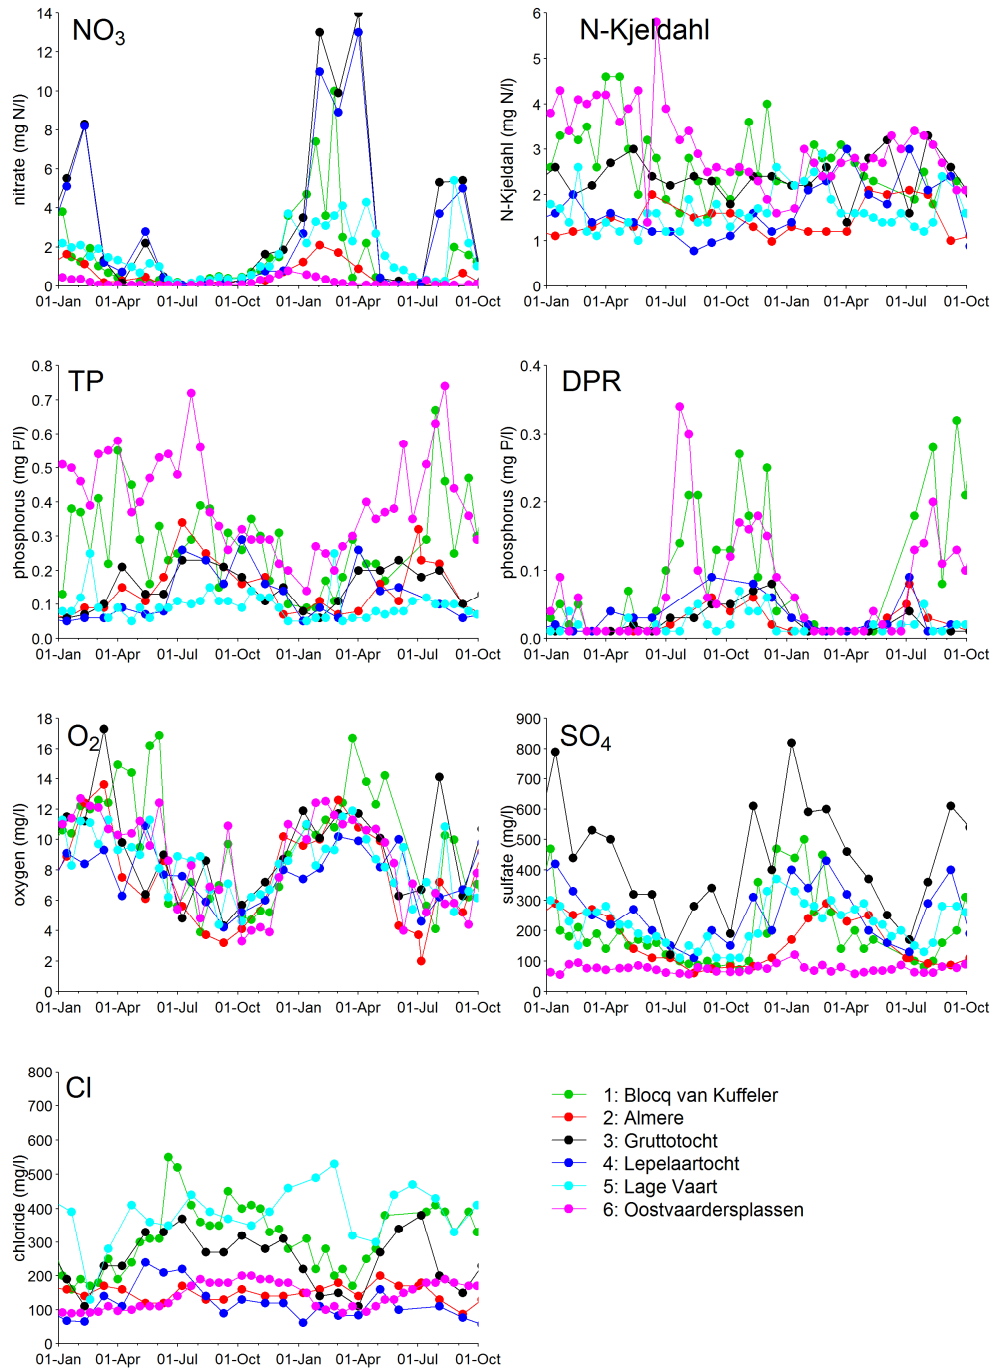 NO3
nitrate (mg N/l)
14
12
10
8
6
4
2
0
01-Jan 01-Apr 01-Jul 01-Oct 01-Jan 01-Apr 01-Jul 01-Oct
N-Kjeldahl
N-Kjeldahl (mg N/l)
6
5
4
3
2
1
0
01-Jan 01-Apr 01-Jul 01-Oct 01-Jan 01-Apr 01-Jul 01-Oct
TP
phosphorus (mg P/l)
0.8
0.7
0.6
0.5
0.4
0.3
0.2
0.1
0.0
01-Jan 01-Apr 01-Jul 01-Oct 01-Jan 01-Apr 01-Jul 01-Oct
DPR
phosphorus (mg P/l)
0.4
0.3
0.2
0.1
0.0
01-Jan 01-Apr 01-Jul 01-Oct 01-Jan 01-Apr 01-Jul 01-Oct
O2
oxygen (mg/l)
18
16
14
12
10
8
6
4
2
0
01-Jan 01-Apr 01-Jul 01-Oct 01-Jan 01-Apr 01-Jul 01-Oct
SO4
sulfate (mg/l)
900
800
700
600
500
400
300
200
100
0
01-Jan 01-Apr 01-Jul 01-Oct 01-Jan 01-Apr 01-Jul 01-Oct
Cl
chloride (mg/l)
800
700
600
500
400
300
200
100
0
01-Jan 01-Apr 01-Jul 01-Oct 01-Jan 01-Apr 01-Jul 01-Oct
1: Blocq van Kuffeler
2: Almere
3: Gruttotocht
4: Lepelaartocht
5: Lage Vaart
6: Oostvaardersplassen